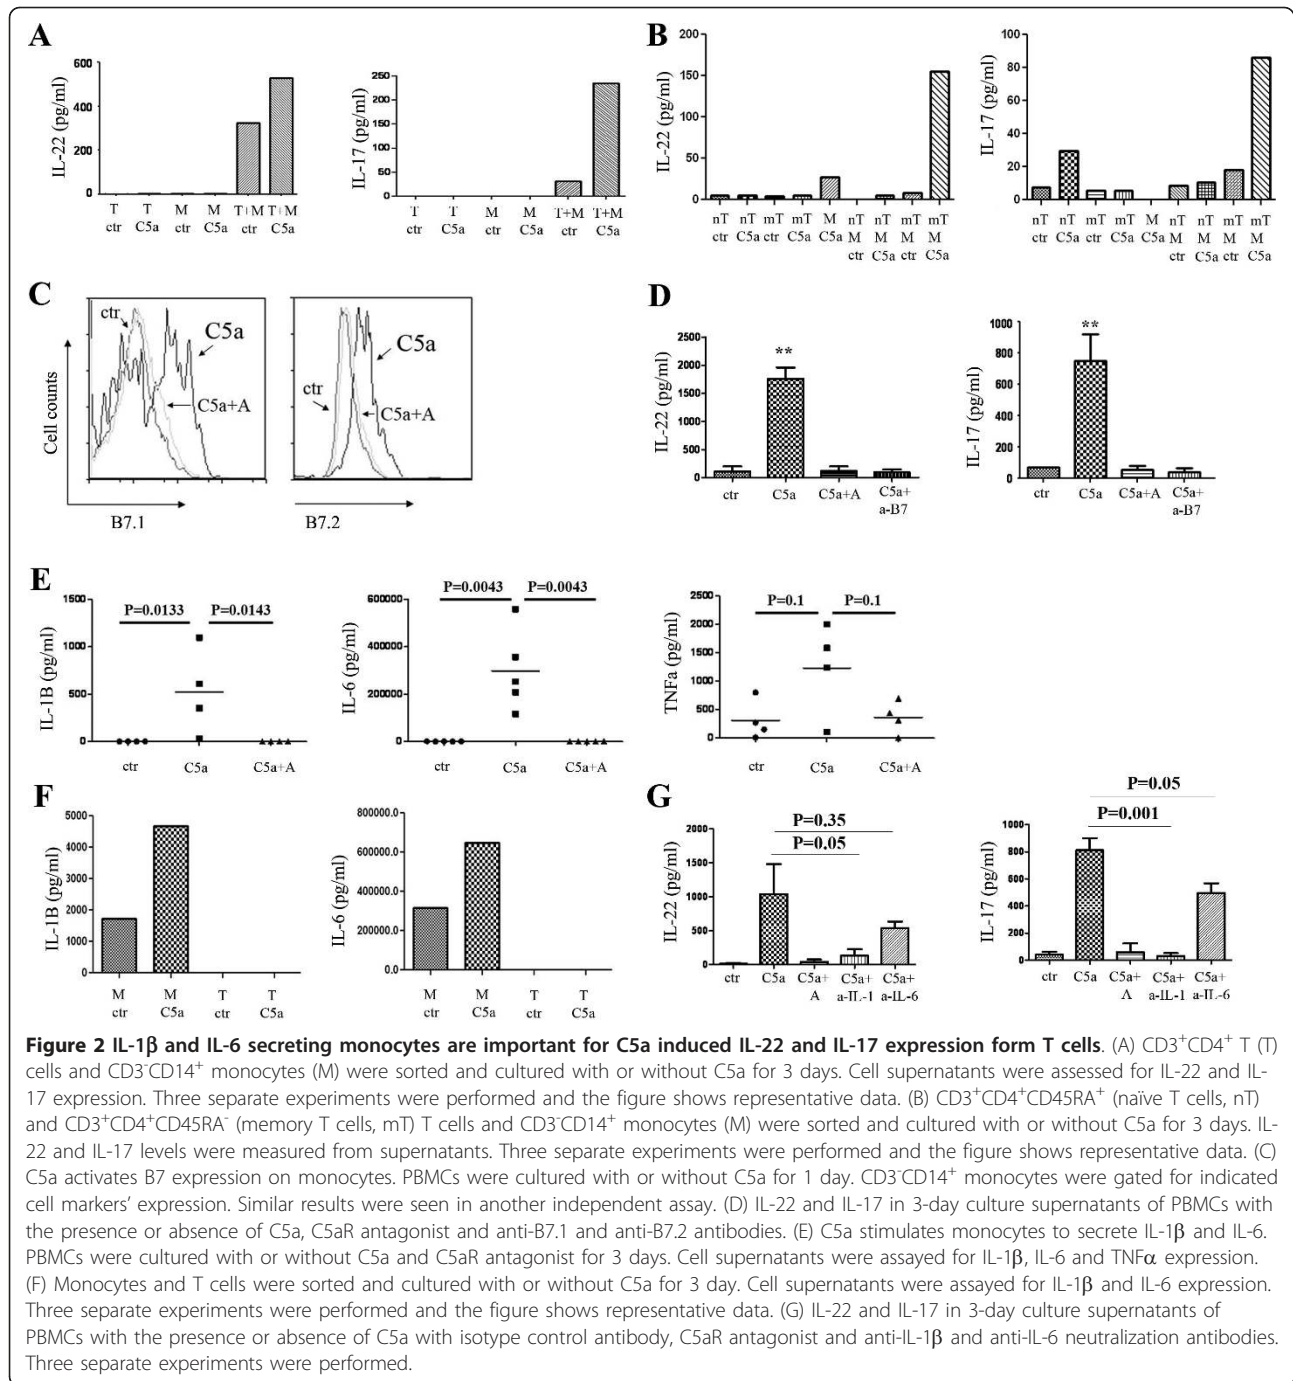 A
IL-22 (pg/ml)
600
400
200
0
T ctr
T C5a
M ctr
M C5a
T+M ctr
T+M C5a
IL-17 (pg/ml)
250
200
150
100
50
0
T ctr
T C5a
M ctr
M C5a
T+M ctr
T+M C5a
B
IL-22 (pg/ml)
200
150
100
50
0
nT ctr
nT C5a
mT ctr
mT C5a
M C5a
nT M ctr
nT M C5a
mT M ctr
mT M C5a
IL-17 (pg/ml)
100
80
60
40
20
0
nT ctr
nT C5a
mT ctr
mT C5a
M C5a
nT M ctr
nT M C5a
mT M ctr
mT M C5a
C
Cell counts
ctr
C5a
C5a+A
B7.1
ctr
C5a
C5a+A
B7.2
D
IL-22 (pg/ml)
2500
2000
1500
1000
500
0
**
ctr
C5a
C5a+A
C5a+
a-B7
IL-17 (pg/ml)
1000
800
600
400
200
0
**
ctr
C5a
C5a+A
C5a+
a-B7
E
IL-1B (pg/ml)
1500
1000
500
0
P=0.0133
P=0.0143
ctr
C5a
C5a+A
IL-6 (pg/ml)
600000
400000
200000
0
P=0.0043
P=0.0043
ctr
C5a
C5a+A
TNFa (pg/ml)
2500
2000
1500
1000
500
0
P=0.1
P=0.1
ctr
C5a
C5a+A
F
IL-1B (pg/ml)
5000
4000
3000
2000
1000
0
M ctr
M C5a
T ctr
T C5a
IL-6 (pg/ml)
800000.0
600000.0
400000.0
200000.0
0.0
M ctr
M C5a
T ctr
T C5a
G
IL-22 (pg/ml)
2000
1500
1000
500
0
P=0.35
P=0.05
ctr
C5a
C5a+
A
C5a+
a-IL-1
C5a+
a-IL-6
IL-17 (pg/ml)
1000
800
600
400
200
0
P=0.05
P=0.001
ctr
C5a
C5a+
A
C5a+
a-IL-1
C5a+
a-IL-6
Figure 2 IL-1β and IL-6 secreting monocytes are important for C5a induced IL-22 and IL-17 expression form T cells. (A) CD3⁺CD4⁺ T (T)
cells and CD3⁻CD14⁺ monocytes (M) were sorted and cultured with or without C5a for 3 days. Cell supernatants were assessed for IL-22 and IL-
17 expression. Three separate experiments were performed and the figure shows representative data. (B) CD3⁺CD4⁺CD45RA⁺ (naïve T cells, nT)
and CD3⁺CD4⁺CD45RA⁻ (memory T cells, mT) T cells and CD3⁻CD14⁺ monocytes (M) were sorted and cultured with or without C5a for 3 days. IL-
22 and IL-17 levels were measured from supernatants. Three separate experiments were performed and the figure shows representative data. (C)
C5a activates B7 expression on monocytes. PBMCs were cultured with or without C5a for 1 day. CD3⁻CD14⁺ monocytes were gated for indicated
cell markers' expression. Similar results were seen in another independent assay. (D) IL-22 and IL-17 in 3-day culture supernatants of PBMCs with
the presence or absence of C5a, C5aR antagonist and anti-B7.1 and anti-B7.2 antibodies. (E) C5a stimulates monocytes to secrete IL-1β and IL-6.
PBMCs were cultured with or without C5a and C5aR antagonist for 3 days. Cell supernatants were assayed for IL-1β, IL-6 and TNFα expression.
(F) Monocytes and T cells were sorted and cultured with or without C5a for 3 day. Cell supernatants were assayed for IL-1β and IL-6 expression.
Three separate experiments were performed and the figure shows representative data. (G) IL-22 and IL-17 in 3-day culture supernatants of
PBMCs with the presence or absence of C5a with isotype control antibody, C5aR antagonist and anti-IL-1β and anti-IL-6 neutralization antibodies.
Three separate experiments were performed.